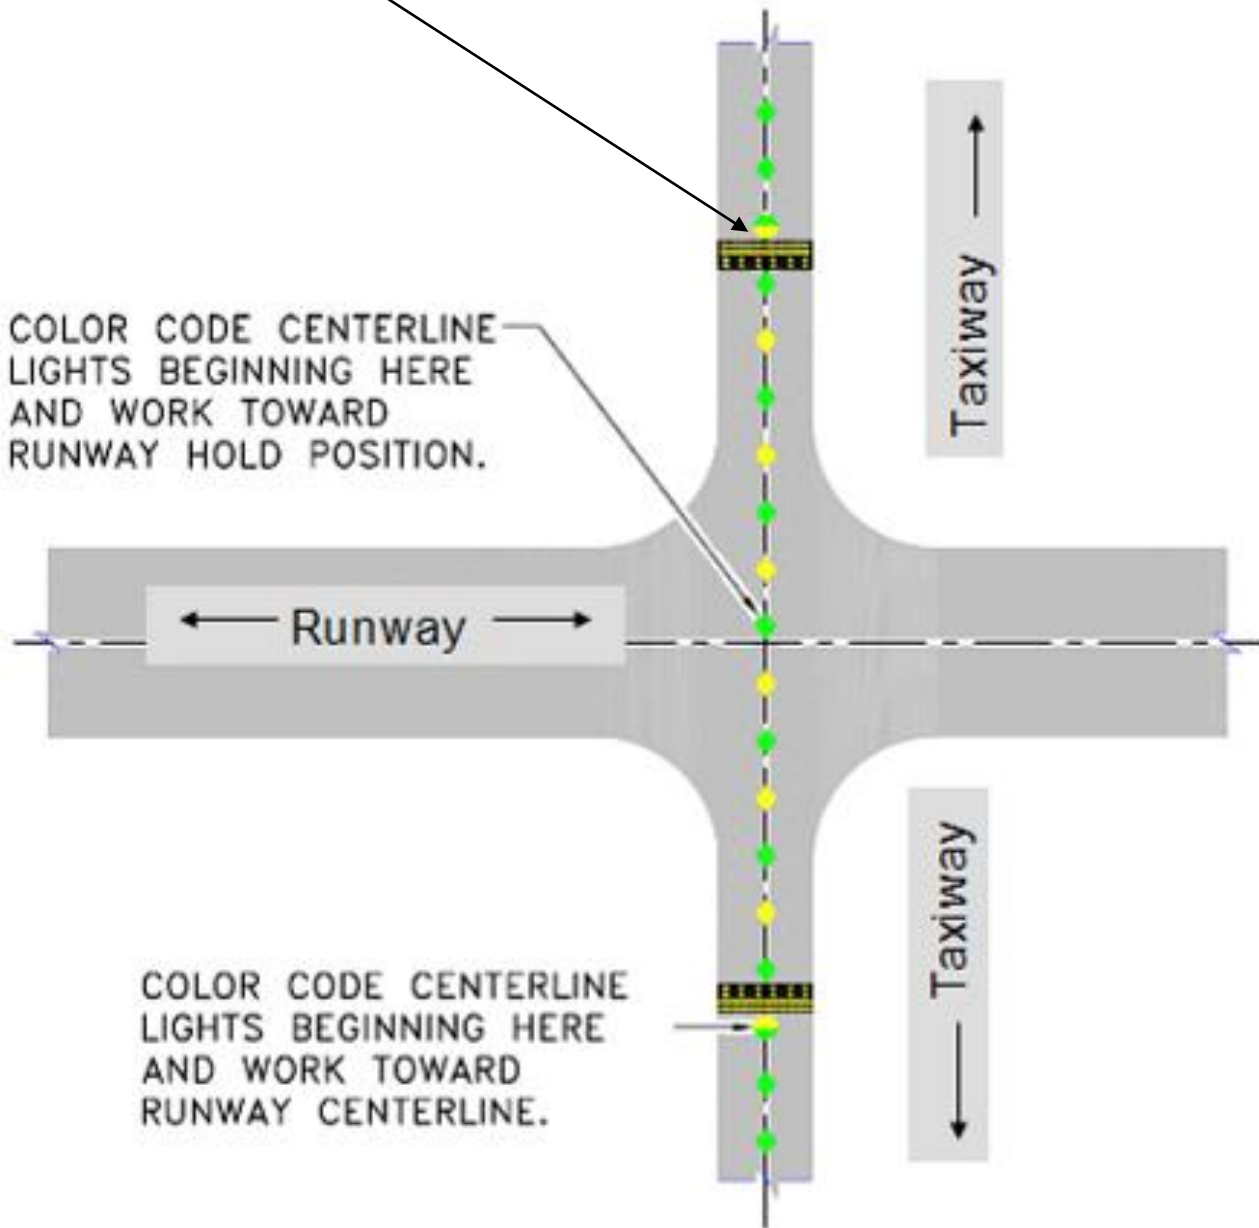 Taxiway
COLOR CODE CENTERLINE
LIGHTS BEGINNING HERE
AND WORK TOWARD
RUNWAY HOLD POSITION.
Runway
Taxiway
COLOR CODE CENTERLINE
LIGHTS BEGINNING HERE
AND WORK TOWARD
RUNWAY CENTERLINE.